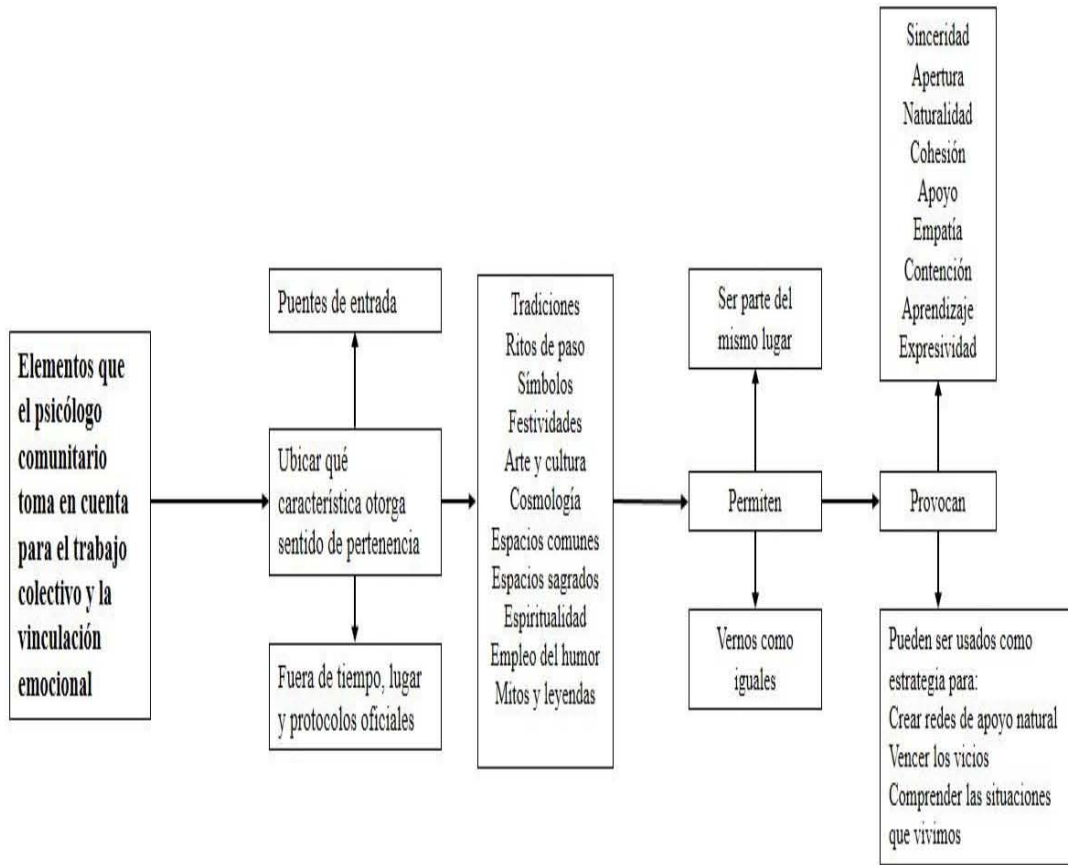 Elementos que
el psicólogo
comunitario
toma en cuenta
para el trabajo
colectivo y la
vinculación
emocional
Puentes de entrada
Ubicar qué
característica otorga
sentido de pertenencia
Fuera de tiempo, lugar
y protocolos oficiales
Tradiciones
Ritos de paso
Símbolos
Festividades
Arte y cultura
Cosmología
Espacios comunes
Espacios sagrados
Espiritualidad
Empleo del humor
Mitos y leyendas
Ser parte del
mismo lugar
Permiten
Vernos como
iguales
Sinceridad
Apertura
Naturalidad
Cohesión
Apoyo
Empatía
Contención
Aprendizaje
Expresividad
Provocan
Pueden ser usados como
estrategia para:
Crear redes de apoyo natural
Vencer los vicios
Comprender las situaciones
que vivimos